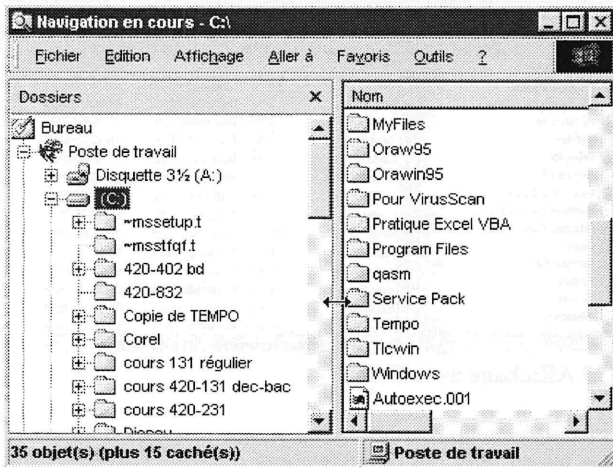 Navigation en cours - C:\
Fichier Edition Affichage Aller à Favoris Outils ?
Dossiers
Bureau
Poste de travail
Disquette 3½ (A:)
(C:)
~mssetup.t
~msstfqf.t
420-402 bd
420-832
Copie de TEMPO
Corel
cours 131 régulier
cours 420-131 dec-bac
cours 420-231
Nom
MyFiles
Oraw95
Orawin95
Pour VirusScan
Pratique Excel VBA
Program Files
qasm
Service Pack
Tempo
Tlcwin
Windows
Autoexec.001
35 objet(s) (plus 15 caché(s))
Poste de travail